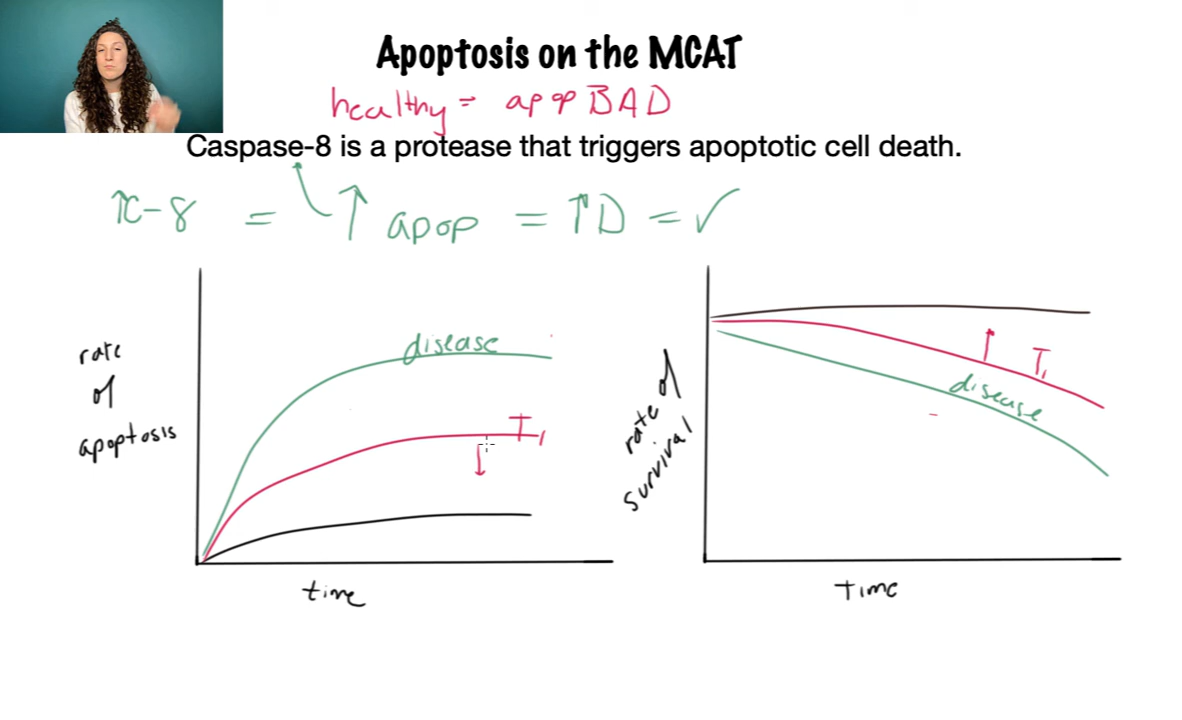 Apoptosis on the MCAT
healthy = apop BAD
Caspase-8 is a protease that triggers apoptotic cell death.
↑C-8 = ↑ apop = ↑D = ✓
rate
of
apoptosis
disease
T₁
↓
time
rate of
survival
↑ T₁
disease
Time